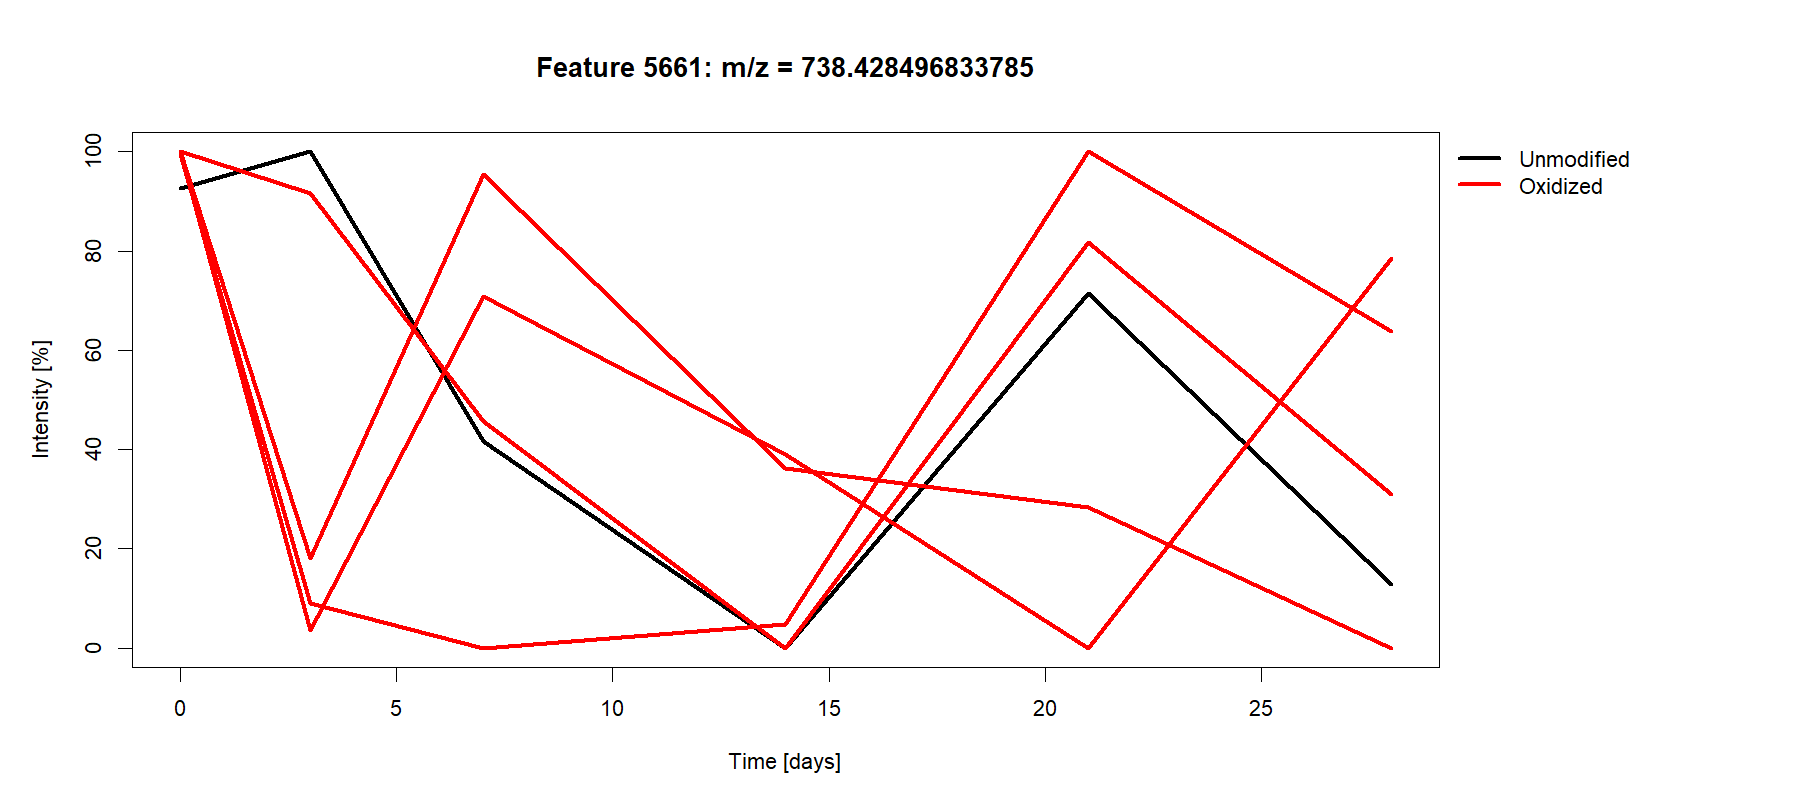 Feature 5661: m/z = 738.428496833785
Unmodified
Oxidized
Intensity [%]
100
80
60
40
20
0
0 5 10 15 20 25
Time [days]